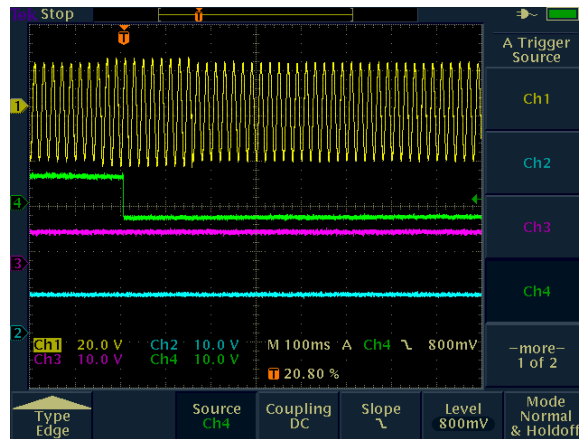 Stop
T
T
A Trigger
Source
1
Ch1
Ch2
4
Ch3
3
Ch4
2
Ch1 20.0 V Ch2 10.0 V M 100ms A Ch4 800mV
Ch3 10.0 V Ch4 10.0 V
T 20.80 %
–more–
1 of 2
Type
Edge
Source
Ch4
Coupling
DC
Slope
Level
800mV
Mode
Normal
& Holdoff